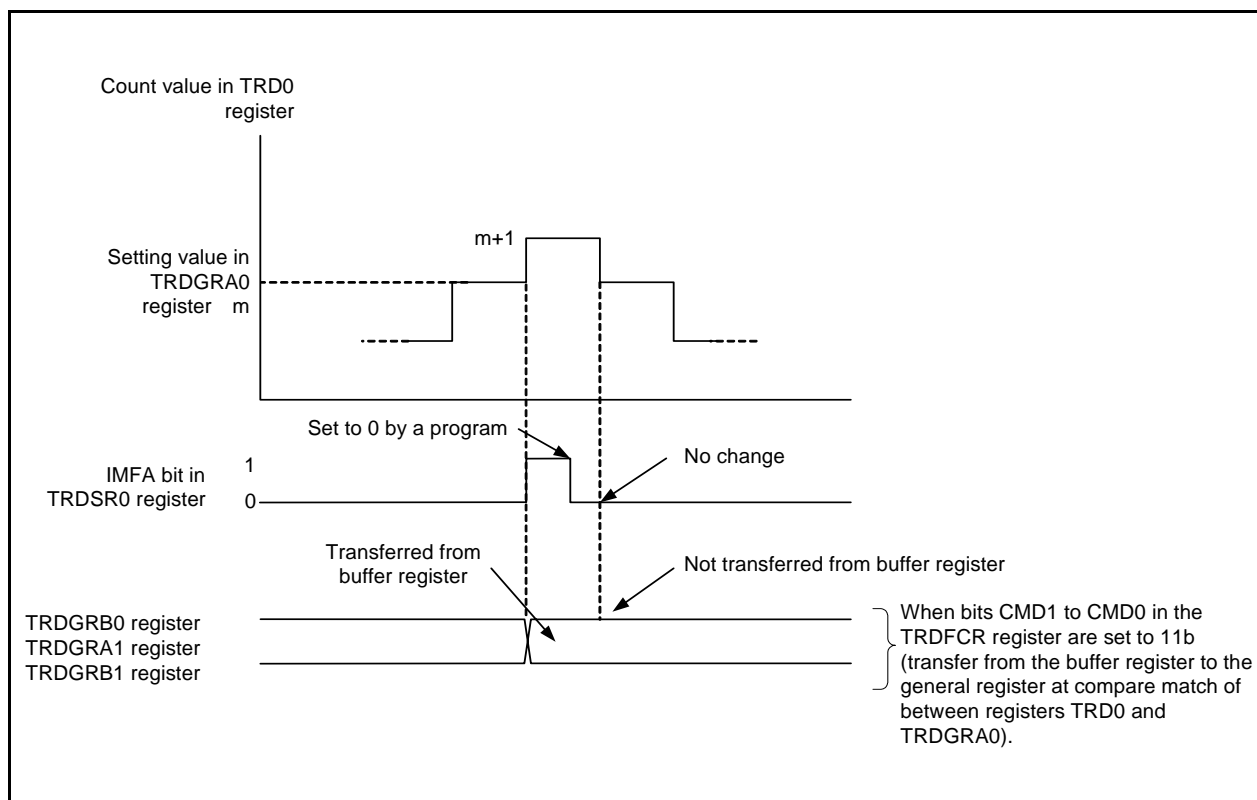 Count value in TRD0
register
m+1
Setting value in
TRDGRA0
register m
Set to 0 by a program
No change
IMFA bit in
TRDSR0 register
1
0
Transferred from
buffer register
Not transferred from buffer register
TRDGRB0 register
TRDGRA1 register
TRDGRB1 register
When bits CMD1 to CMD0 in the
TRDFCR register are set to 11b
(transfer from the buffer register to the
general register at compare match of
between registers TRD0 and
TRDGRA0).